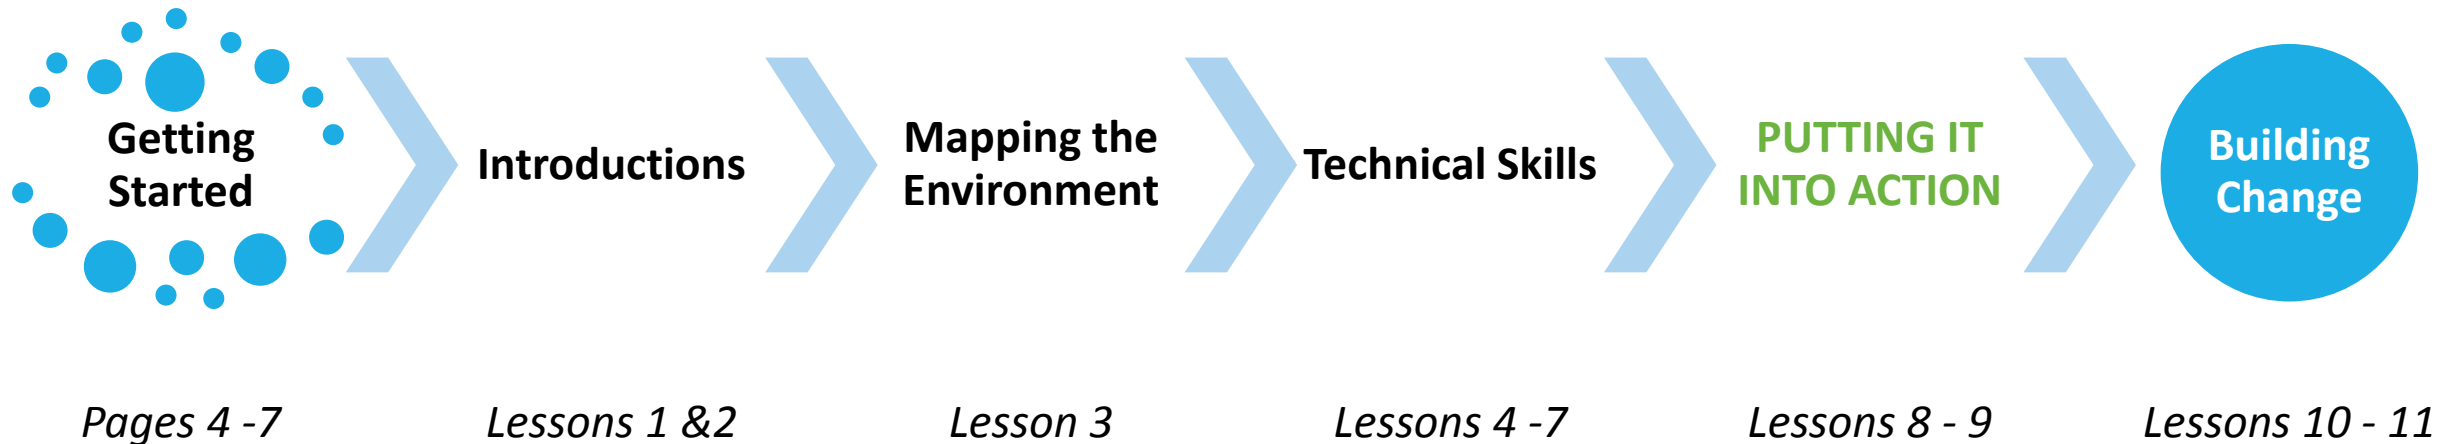 Getting
Started
Introductions
Mapping the
Environment
Technical Skills
PUTTING IT
INTO ACTION
Building
Change
Pages 4 -7
Lessons 1 &2
Lesson 3
Lessons 4 -7
Lessons 8 - 9
Lessons 10 - 11